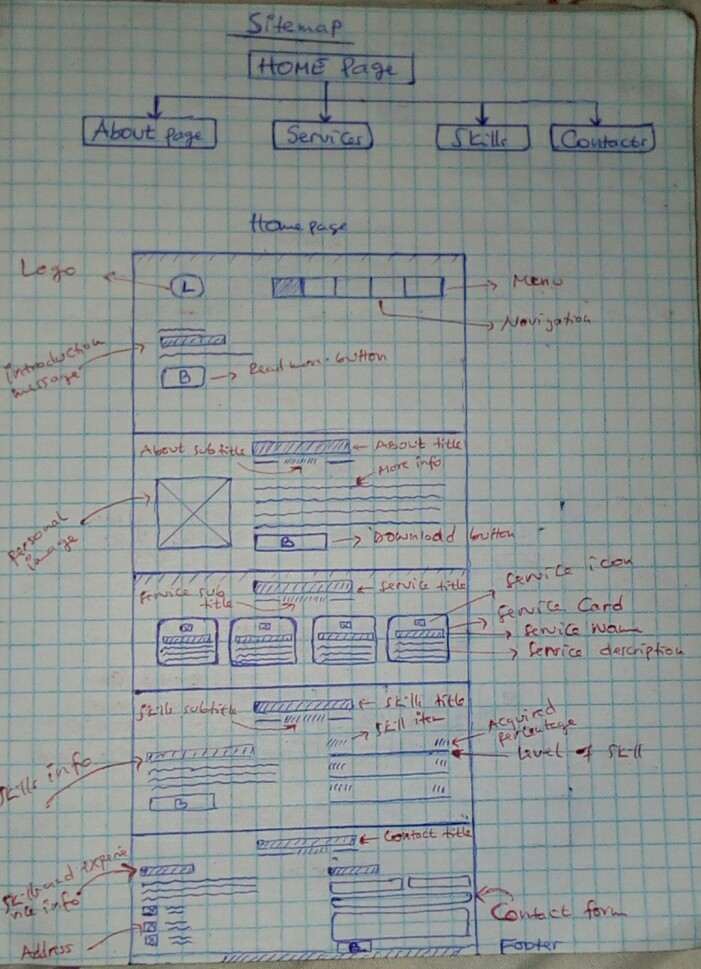 Sitemap
HOME Page
About page
Services
Skills
Contacts
Home page
Logo
L
Menu
Navigation
introduction
message
B
Read more button
About subtitle
About title
More info
Personal
image
B
Download button
Service sub
title
Service title
Service icon
Service Card
Service Name
Service description
Skills subtitle
Skills title
Skill item
Acquired
percentage
Level of skill
Skills info
B
Contact title
Skill and experie
nce info
Address
Contact form
B
Footer